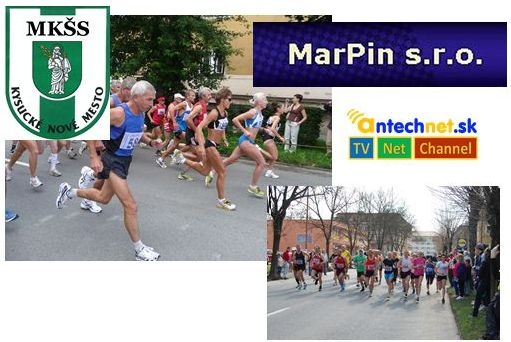 MKŠS
KYSUCKÉ NOVÉ MESTO
MarPin s.r.o.
antechnet.sk
TV Net Channel